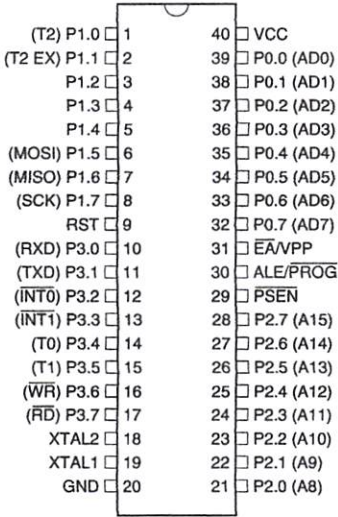 (T2) P1.0 1 40 VCC
(T2 EX) P1.1 2 39 P0.0 (AD0)
P1.2 3 38 P0.1 (AD1)
P1.3 4 37 P0.2 (AD2)
P1.4 5 36 P0.3 (AD3)
(MOSI) P1.5 6 35 P0.4 (AD4)
(MISO) P1.6 7 34 P0.5 (AD5)
(SCK) P1.7 8 33 P0.6 (AD6)
RST 9 32 P0.7 (AD7)
(RXD) P3.0 10 31 E̅A̅/VPP
(TXD) P3.1 11 30 ALE/P̅R̅O̅G̅
(I̅N̅T̅0̅) P3.2 12 29 P̅S̅E̅N̅
(I̅N̅T̅1̅) P3.3 13 28 P2.7 (A15)
(T0) P3.4 14 27 P2.6 (A14)
(T1) P3.5 15 26 P2.5 (A13)
(W̅R̅) P3.6 16 25 P2.4 (A12)
(R̅D̅) P3.7 17 24 P2.3 (A11)
XTAL2 18 23 P2.2 (A10)
XTAL1 19 22 P2.1 (A9)
GND 20 21 P2.0 (A8)